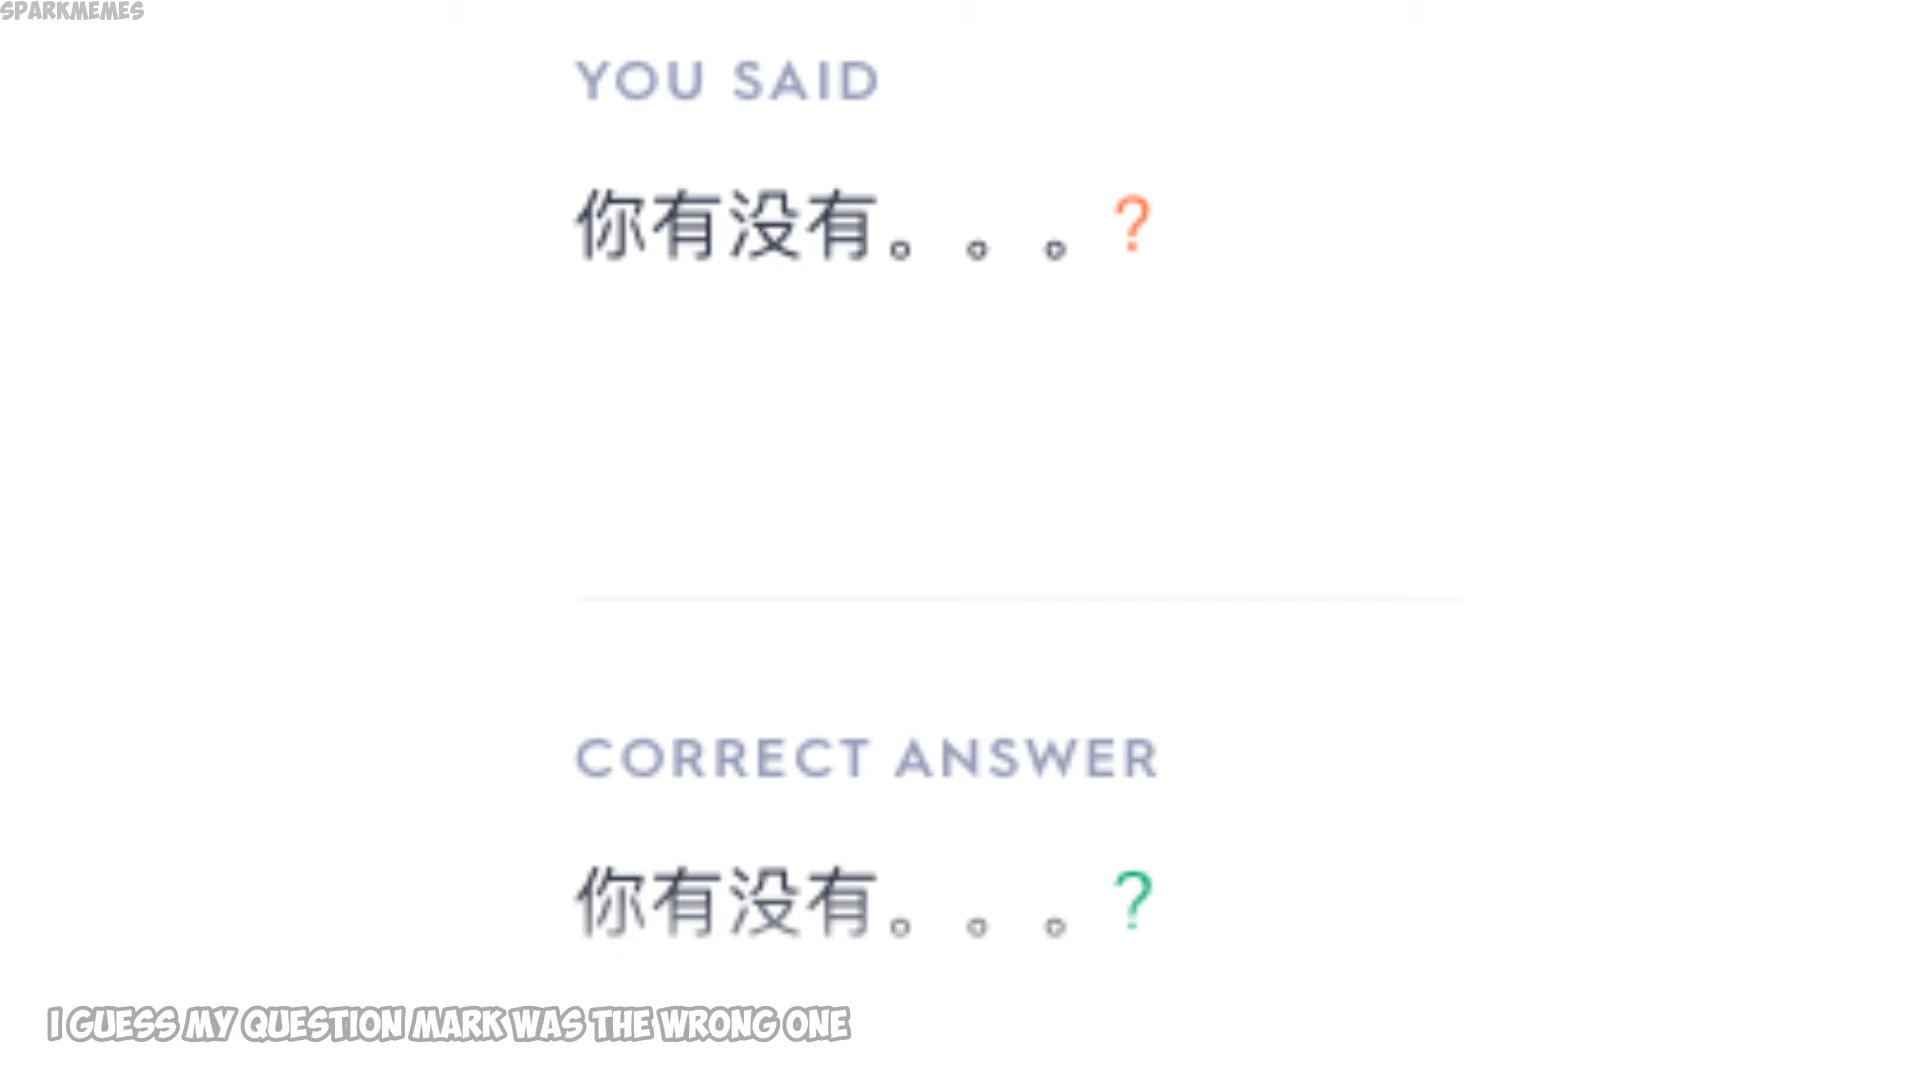 SPARKMEMES
YOU SAID
你有没有。。。?
CORRECT ANSWER
你有没有。。。?
I GUESS MY QUESTION MARK WAS THE WRONG ONE